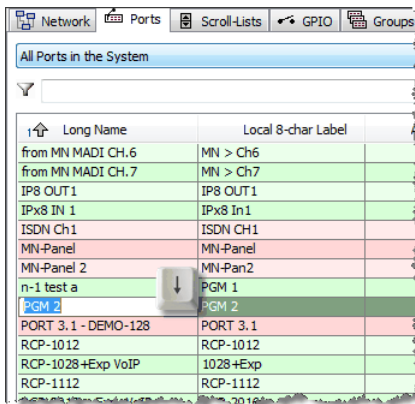 Network Ports Scroll-Lists GPIO Groups
All Ports in the System
1 Long Name Local 8-char Label
from MN MADI CH.6 MN > Ch6
from MN MADI CH.7 MN > Ch7
IP8 OUT1 IP8 OUT1
IPx8 IN 1 IPx8 In1
ISDN Ch1 ISDN CH1
MN-Panel MN-Panel
MN-Panel 2 MN-Pan2
n-1 test a PGM 1
PGM 2 PGM 2
PORT 3.1 - DEMO-128 PORT 3.1
RCP-1012 RCP-1012
RCP-1028+Exp VoIP 1028+Exp
RCP-1112 RCP-1112